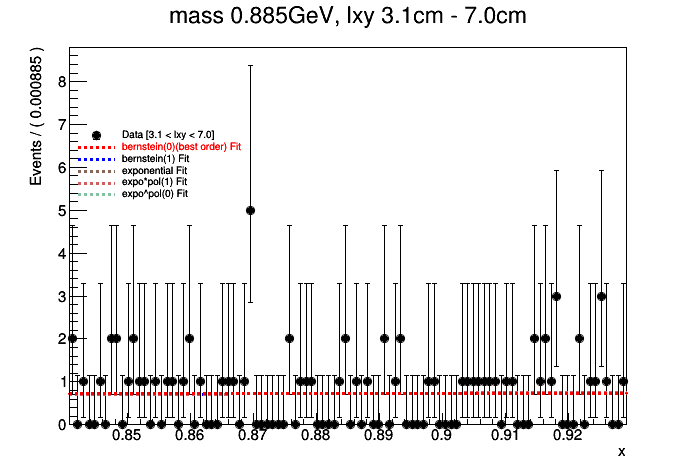 mass 0.885GeV, lxy 3.1cm - 7.0cm
Events / ( 0.000885 )
8
7
6
5
4
3
2
1
0
Data [3.1 < lxy < 7.0]
bernstein(0)(best order) Fit
bernstein(1) Fit
exponential Fit
expo*pol(1) Fit
expo^pol(0) Fit
0.85 0.86 0.87 0.88 0.89 0.9 0.91 0.92
x